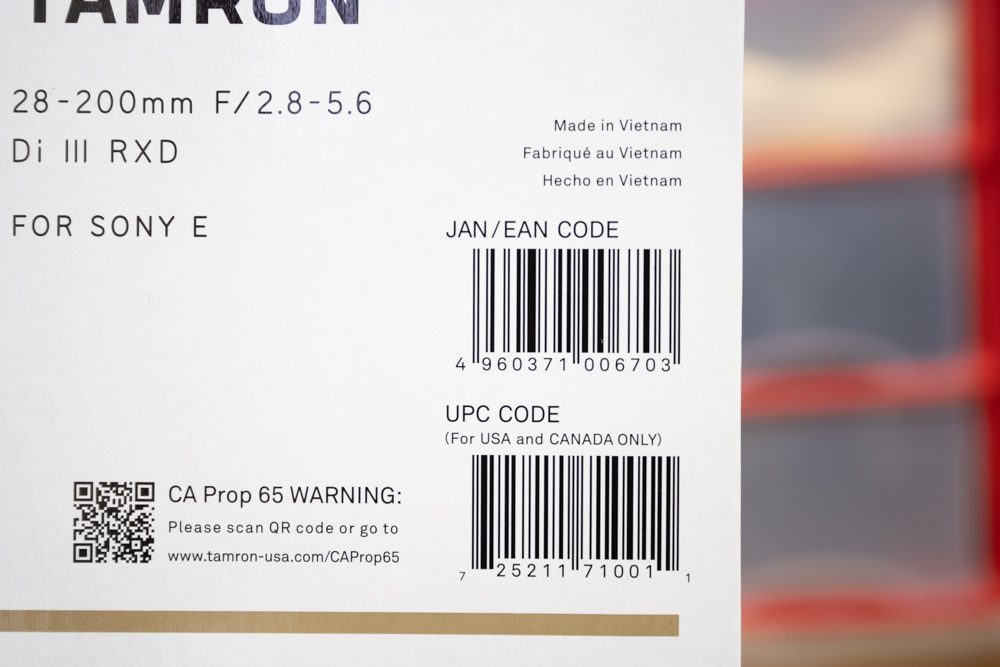 TAMRON
28-200mm F/2.8-5.6
Di III RXD
FOR SONY E
Made in Vietnam
Fabriqué au Vietnam
Hecho en Vietnam
JAN/EAN CODE
4 960371 006703
UPC CODE
(For USA and CANADA ONLY)
7 25211 71001 1
CA Prop 65 WARNING:
Please scan QR code or go to
www.tamron-usa.com/CAProp65